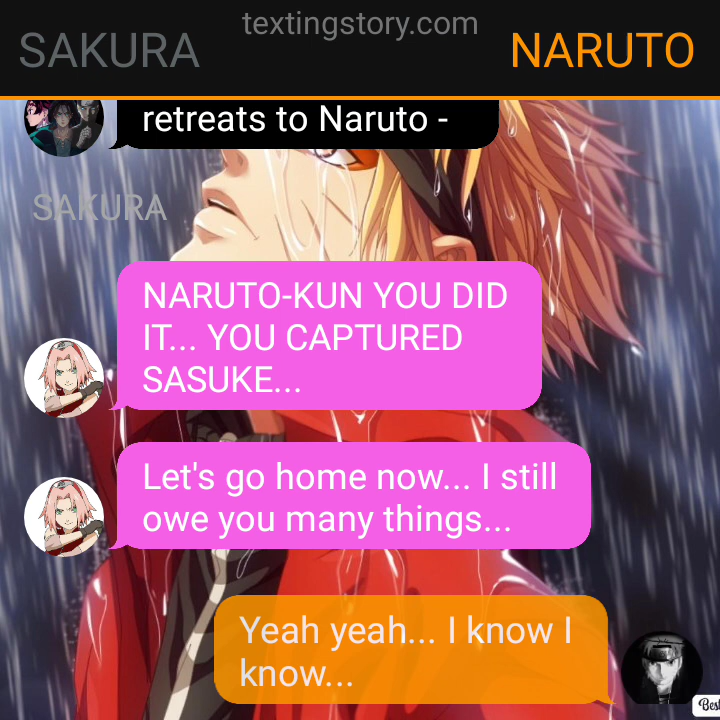 textingstory.com
SAKURA
NARUTO
retreats to Naruto -
SAKURA
NARUTO-KUN YOU DID
IT... YOU CAPTURED
SASUKE...
Let's go home now... I still
owe you many things...
Yeah yeah... I know I
know...